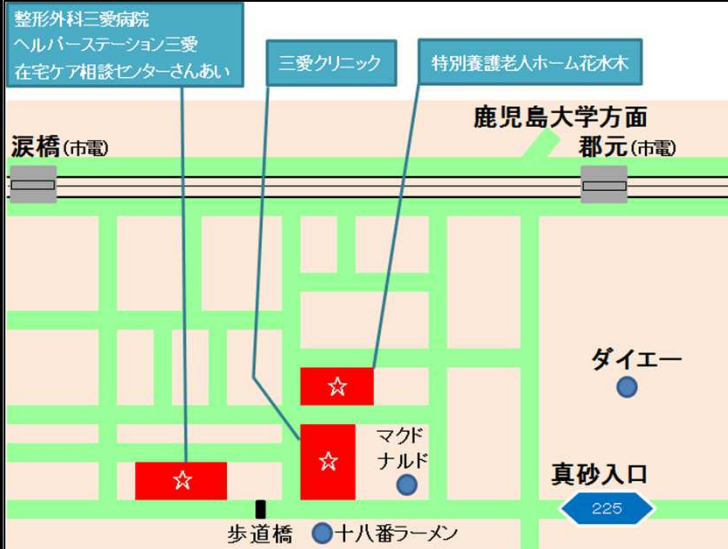 整形外科三愛病院
ヘルパーステーション三愛
在宅ケア相談センターさんあい
三愛クリニック
特別養護老人ホーム花水木
鹿児島大学方面
涙橋(市電)
郡元(市電)
ダイエー
マクド
ナルド
真砂入口
225
歩道橋
十八番ラーメン